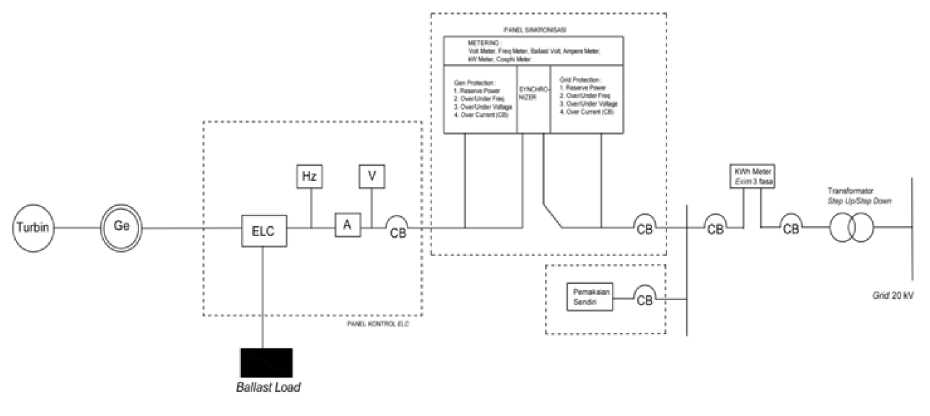 PANEL SINKRONISASI
METERING :
Volt Meter, Freq Meter, Ballast Volt, Ampere Meter,
kW Meter, Cosphi Meter
Gen Protection :
1. Reserve Power
2. Over/Under Freq
3. Over/Under Voltage
4. Over Current (CB)
SYNCHRO-
NIZER
Grid Protection :
1. Reserve Power
2. Over/Under Freq
3. Over/Under Voltage
4. Over Current (CB)
Turbin
Ge
ELC
Hz
A
V
CB
CB
CB
KWh Meter
Exim 3 fasa
CB
Transformator
Step Up/Step Down
Grid 20 kV
Pemakaian
Sendiri
CB
PANEL KONTROL ELC
Ballast Load